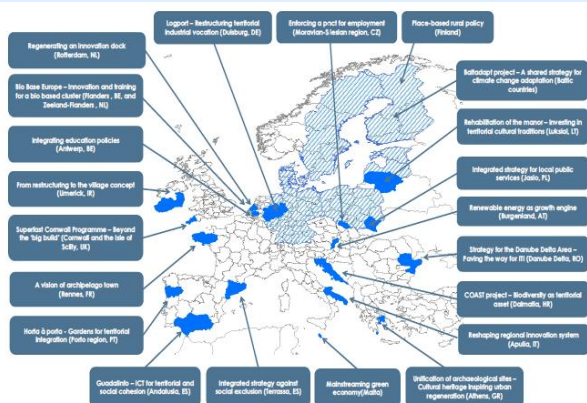 Logport – Restructuring territorial
industrial vocation (Duisburg, DE)
Enforcing a pact for employment
(Moravian-Slesian region, CZ)
Place-based rural policy
(Finland)
Regenerating an innovation dock
(Rotterdam, NL)
Bio Base Europe – Innovation and training
for a bio based cluster (Flanders , BE, and
Zeeland-Flanders , NL)
Integrating education policies
(Antwerp, BE)
From restructuring to the village concept
(Limerick, IR)
Superfast Cornwall Programme – Beyond
the "big build" (Cornwall and the Isle of
Scilly, UK)
A vision of archipelago town
(Rennes, FR)
Horta à porta - Gardens for territorial
integration (Porto region, PT)
Guadalinfo – ICT for territorial and
social cohesion (Andalusia, ES)
Integrated strategy against
social exclusion (Terrassa, ES)
Mainstreaming green
economy(Malta)
Unification of archaeological sites –
Cultural heritage inspiring urban
regeneration (Athens, GR)
Baltadapt project – A shared strategy for
climate change adaptation (Baltic
countries)
Rehabilitation of the manor – Investing in
territorial cultural traditions (Luksiai, LT)
Integrated strategy for local public
services (Jaslo, PL)
Renewable energy as growth engine
(Burgenland, AT)
Strategy for the Danube Delta Area –
Paving the way for ITI (Danube Delta, RO)
COAST project – Biodiversity as territorial
asset (Dalmatia, HR)
Reshaping regional innovation system
(Apulia, IT)